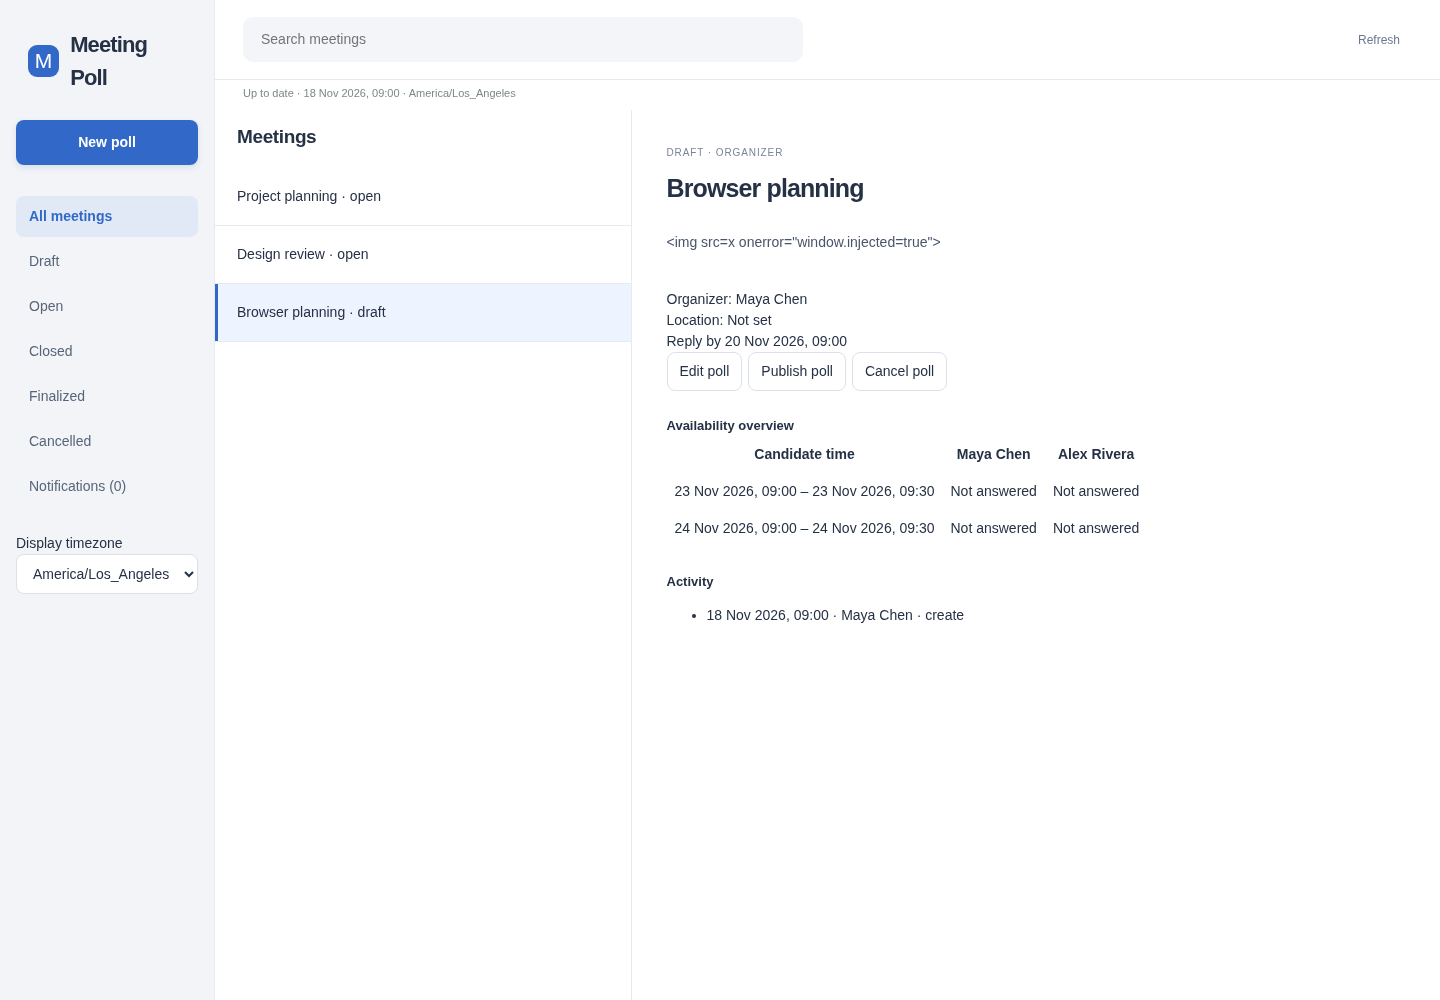 M
Meeting
Poll
New poll
All meetings
Draft
Open
Closed
Finalized
Cancelled
Notifications (0)
Display timezone
America/Los_Angeles
Search meetings
Refresh
Up to date · 18 Nov 2026, 09:00 · America/Los_Angeles
Meetings
Project planning · open
Design review · open
Browser planning · draft
DRAFT · ORGANIZER
Browser planning
<img src=x onerror="window.injected=true">
Organizer: Maya Chen
Location: Not set
Reply by 20 Nov 2026, 09:00
Edit poll Publish poll Cancel poll
Availability overview
Candidate time Maya Chen Alex Rivera
23 Nov 2026, 09:00 – 23 Nov 2026, 09:30 Not answered Not answered
24 Nov 2026, 09:00 – 24 Nov 2026, 09:30 Not answered Not answered
Activity
• 18 Nov 2026, 09:00 · Maya Chen · create